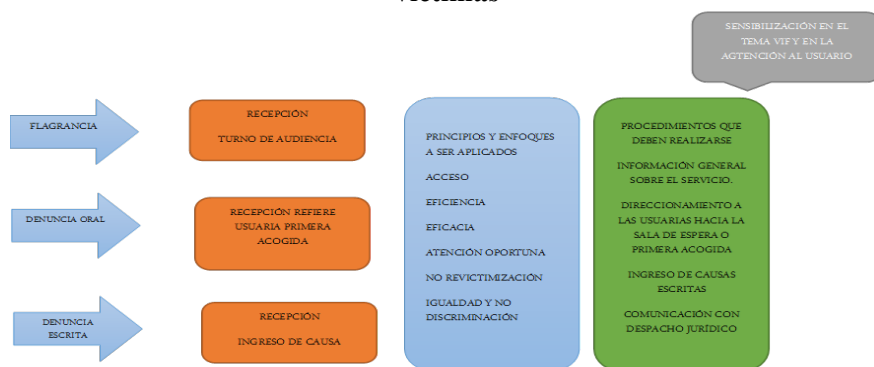 SENSIBILIZACIÓN EN EL
TEMA VIF Y EN LA
AGTENCIÓN AL USUARIO
FLAGRANCIA
RECEPCIÓN
TURNO DE AUDIENCIA
DENUNCIA ORAL
RECEPCIÓN REFIERE
USUARIA PRIMERA
ACOGIDA
DENUNCIA
ESCRITA
RECEPCIÓN
INGRESO DE CAUSA
PRINCIPIOS Y ENFOQUES
A SER APLICADOS
ACCESO
EFICIENCIA
EFICACIA
ATENCIÓN OPORTUNA
NO REVICTIMIZACIÓN
IGUALDAD Y NO
DISCRIMINACIÓN
PROCEDIMIENTOS QUE
DEBEN REALIZARSE
INFORMACIÓN GENERAL
SOBRE EL SERVICIO.
DIRECCIONAMIENTO A
LAS USUARIAS HACIA LA
SALA DE ESPERA O
PRIMERA ACOGIDA
INGRESO DE CAUSAS
ESCRITAS
COMUNICACIÓN CON
DESPACHO JURÍDICO